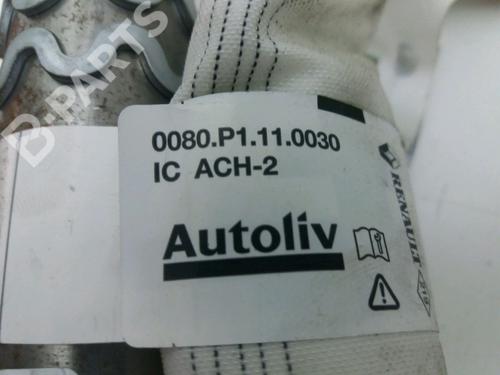 B-PARTS
0080.P1.11.0030
IC ACH-2
Autoliv
RENAULT